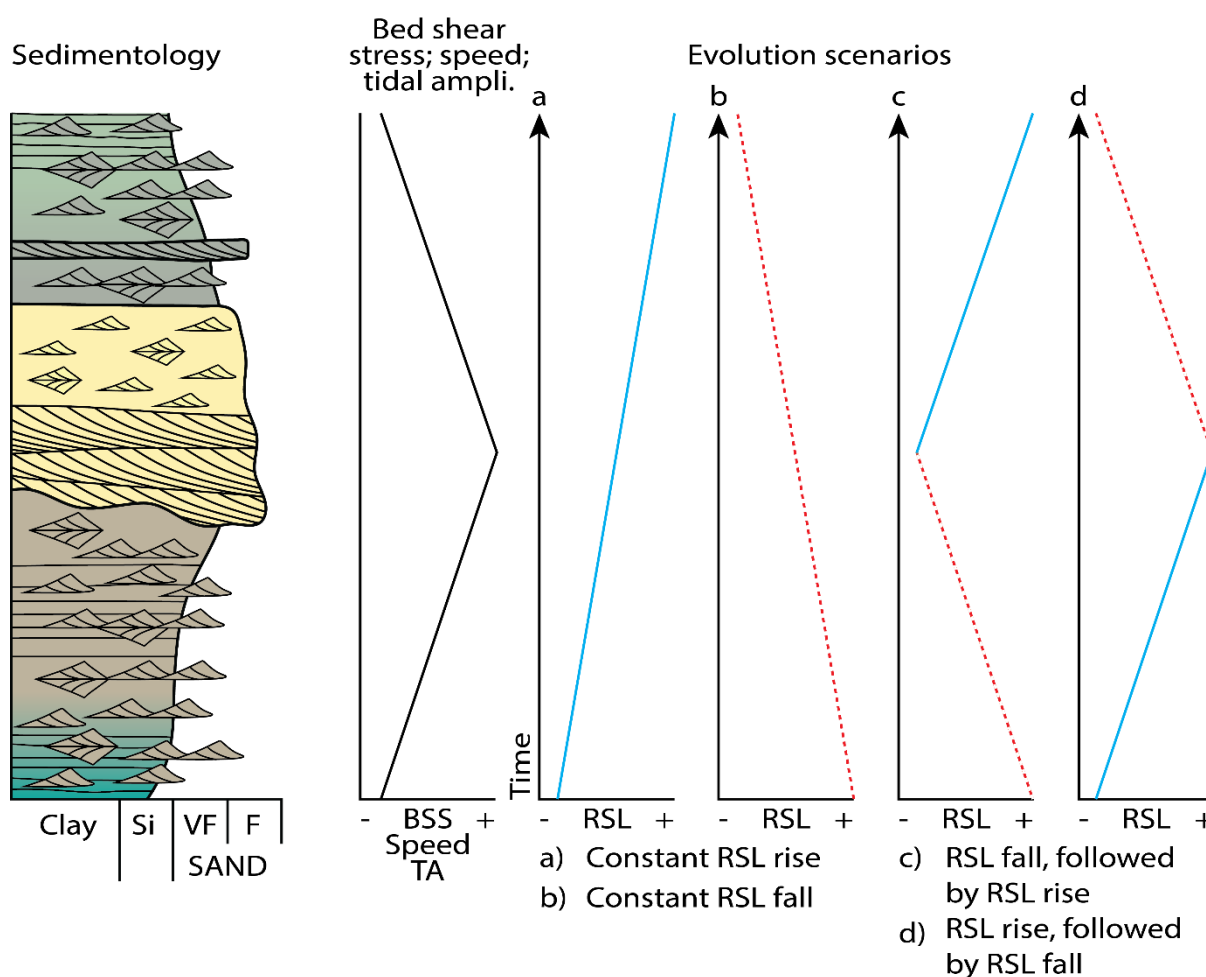 Sedimentology
Bed shear
stress; speed;
tidal ampli.
Evolution scenarios
a
b
c
d
Time
Clay
Si
VF
F
SAND
- BSS +
Speed
TA
- RSL +
- RSL +
- RSL +
- RSL +
a) Constant RSL rise
b) Constant RSL fall
c) RSL fall, followed
by RSL rise
d) RSL rise, followed
by RSL fall